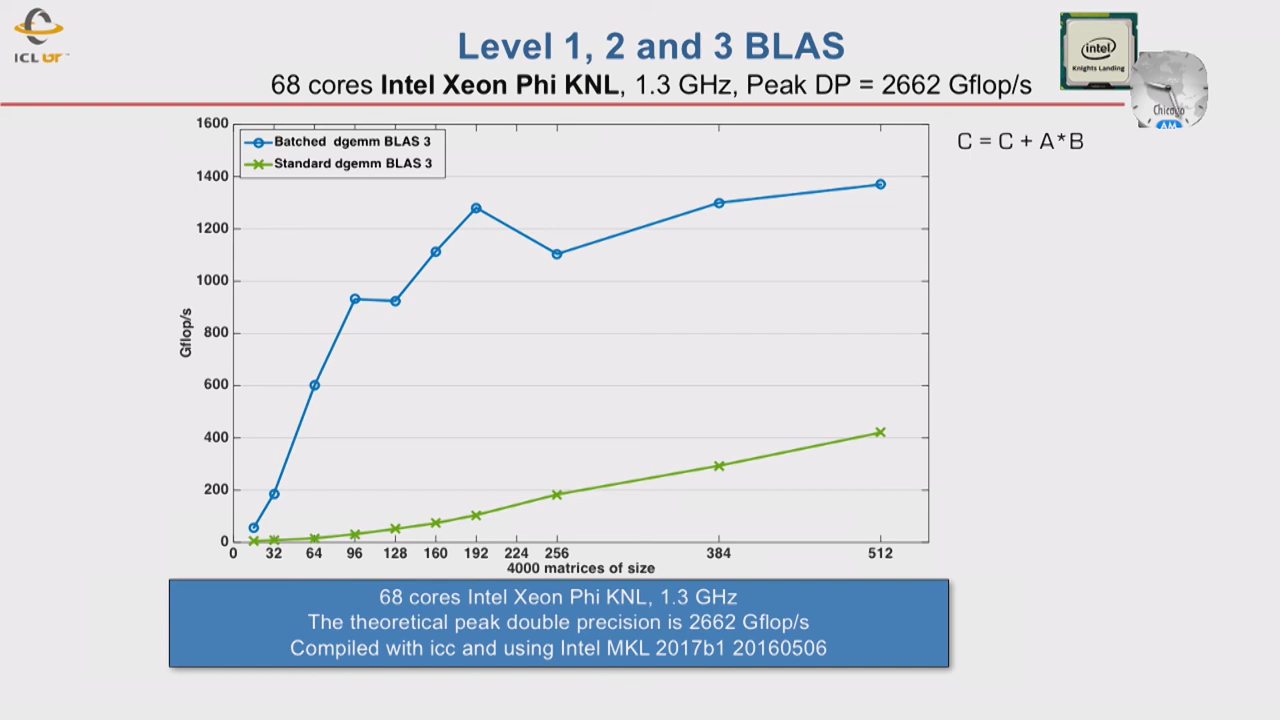 ICL UT
Level 1, 2 and 3 BLAS
68 cores Intel Xeon Phi KNL, 1.3 GHz, Peak DP = 2662 Gflop/s
intel
Knights Landing
Chicago
AM
C = C + A*B
Batched dgemm BLAS 3
Standard dgemm BLAS 3
1600
1400
1200
1000
800
600
400
200
0
Gflop/s
0 32 64 96 128 160 192 224 256 384 512
4000 matrices of size
68 cores Intel Xeon Phi KNL, 1.3 GHz
The theoretical peak double precision is 2662 Gflop/s
Compiled with icc and using Intel MKL 2017b1 20160506